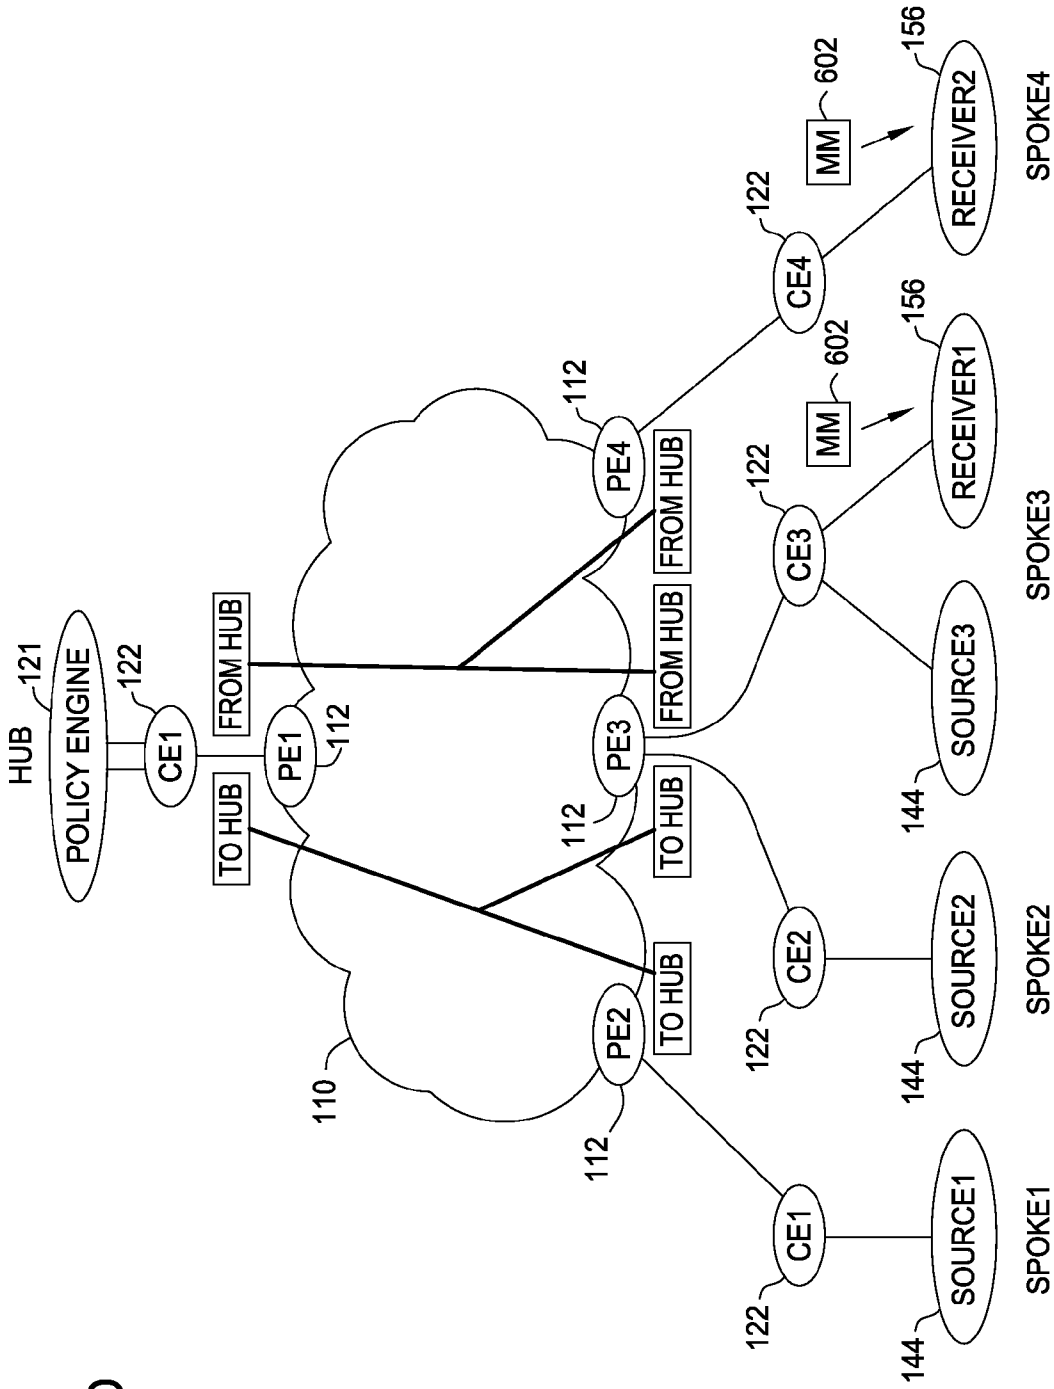 HUB
121
POLICY ENGINE
122
CE1
TO HUB
FROM HUB
PE1
110
112
112
112
112
PE2
PE3
PE4
TO HUB
TO HUB
FROM HUB
FROM HUB
122
122
122
122
CE1
CE2
CE3
CE4
602
602
MM
MM
144
144
144
156
156
SOURCE1
SOURCE2
SOURCE3
RECEIVER1
RECEIVER2
SPOKE1
SPOKE2
SPOKE3
SPOKE4